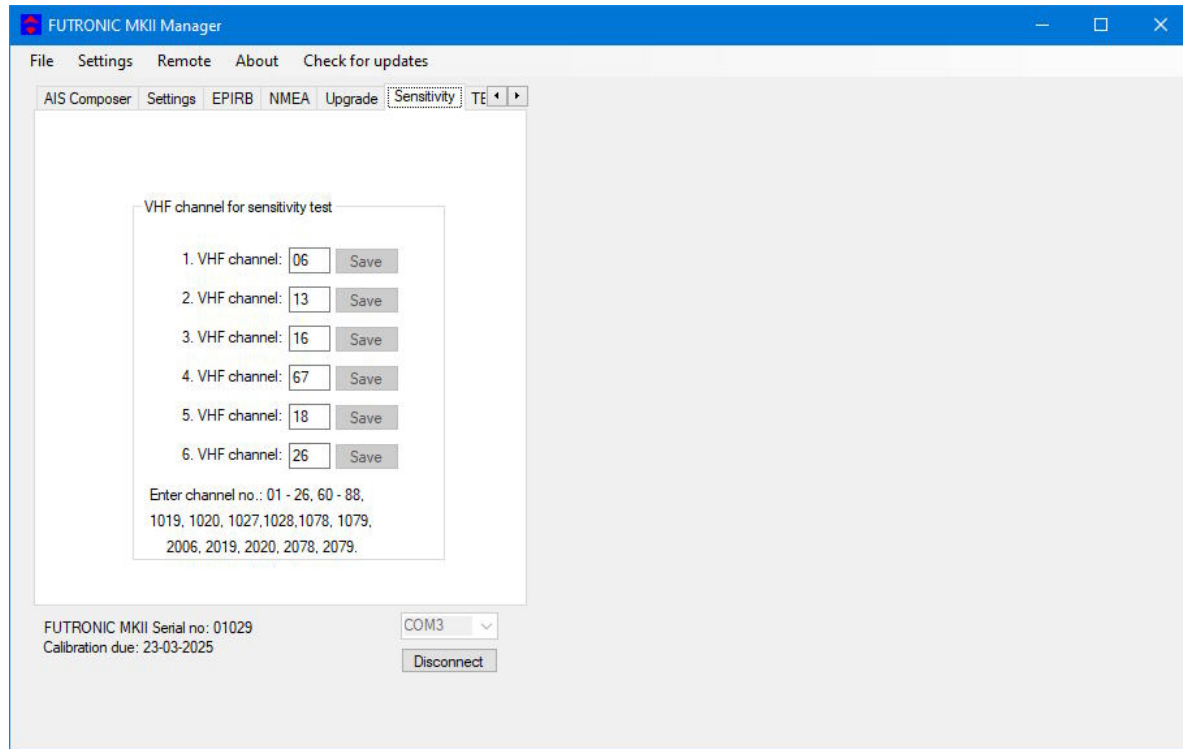 FUTRONIC MKII Manager
File Settings Remote About Check for updates
AIS Composer Settings EPIRB NMEA Upgrade Sensitivity
VHF channel for sensitivity test
1. VHF channel: 06 Save
2. VHF channel: 13 Save
3. VHF channel: 16 Save
4. VHF channel: 67 Save
5. VHF channel: 18 Save
6. VHF channel: 26 Save
Enter channel no.: 01 - 26, 60 - 88,
1019, 1020, 1027,1028,1078, 1079,
2006, 2019, 2020, 2078, 2079.
FUTRONIC MKII Serial no: 01029 COM3
Calibration due: 23-03-2025
Disconnect